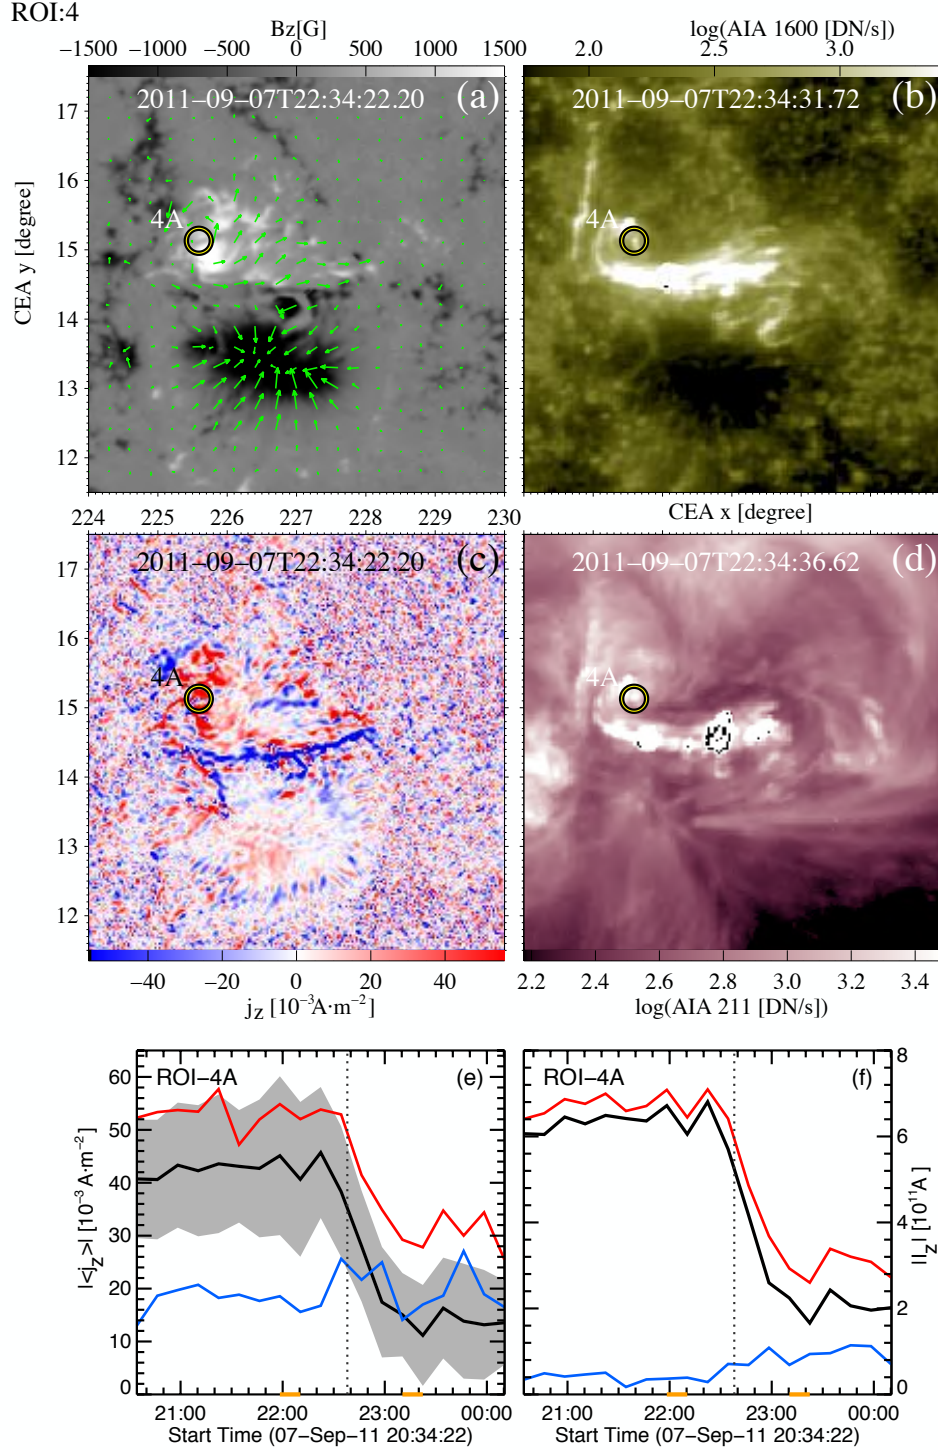 ROI:4
Bz[G]
log(AIA 1600 [DN/s])
−1500 −1000 −500 0 500 1000 1500
2.0 2.5 3.0
2011−09−07T22:34:22.20 (a)
2011−09−07T22:34:31.72 (b)
17
16
15
14
13
12
CEA y [degree]
4A
4A
224 225 226 227 228 229 230
CEA x [degree]
2011−09−07T22:34:22.20 (c)
2011−09−07T22:34:36.62 (d)
17
16
15
14
13
12
4A
4A
−40 −20 0 20 40
jz [10−3A·m−2]
2.2 2.4 2.6 2.8 3.0 3.2 3.4
log(AIA 211 [DN/s])
ROI−4A (e)
ROI−4A (f)
60
50
40
30
20
10
0
|<jz>| [10−3 A·m−2]
8
6
4
2
0
|Iz| [1011A ]
21:00 22:00 23:00 00:00
Start Time (07−Sep−11 20:34:22)
21:00 22:00 23:00 00:00
Start Time (07−Sep−11 20:34:22)